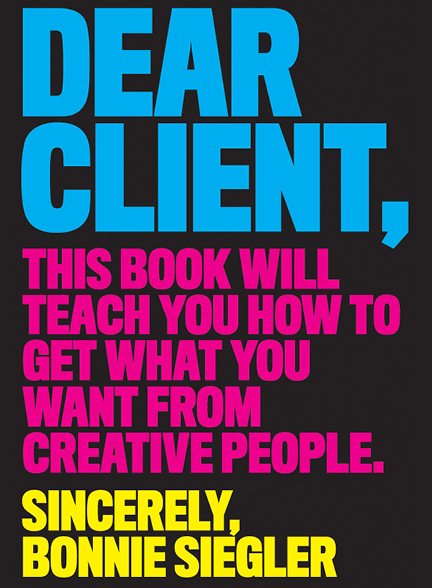 DEAR
CLIENT,
THIS BOOK WILL
TEACH YOU HOW TO
GET WHAT YOU
WANT FROM
CREATIVE PEOPLE.
SINCERELY,
BONNIE SIEGLER